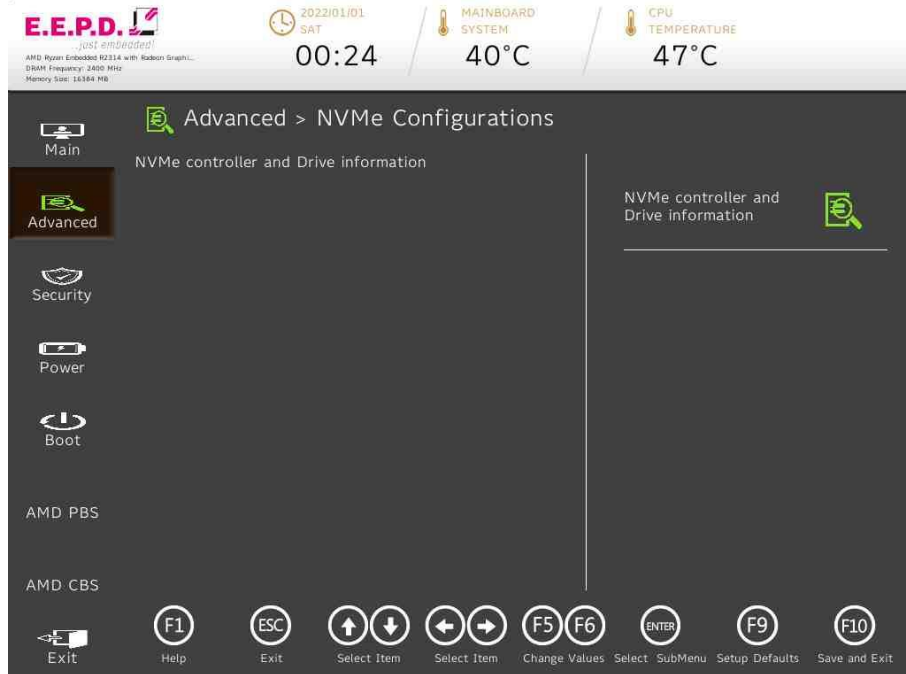 E.E.P.D.
...just embedded!
AMD Ryzen Embedded R2314 with Radeon Graphi...
DRAM Frequency: 2400 MHz
Memory Size: 16384 MB
2022/01/01
SAT
00:24
MAINBOARD
SYSTEM
40°C
CPU
TEMPERATURE
47°C
Main
Advanced
Security
Power
Boot
AMD PBS
AMD CBS
Exit
Advanced > NVMe Configurations
NVMe controller and Drive information
NVMe controller and
Drive information
F1
Help
ESC
Exit
Select Item
Select Item
F5 F6
Change Values
ENTER
Select SubMenu
F9
Setup Defaults
F10
Save and Exit